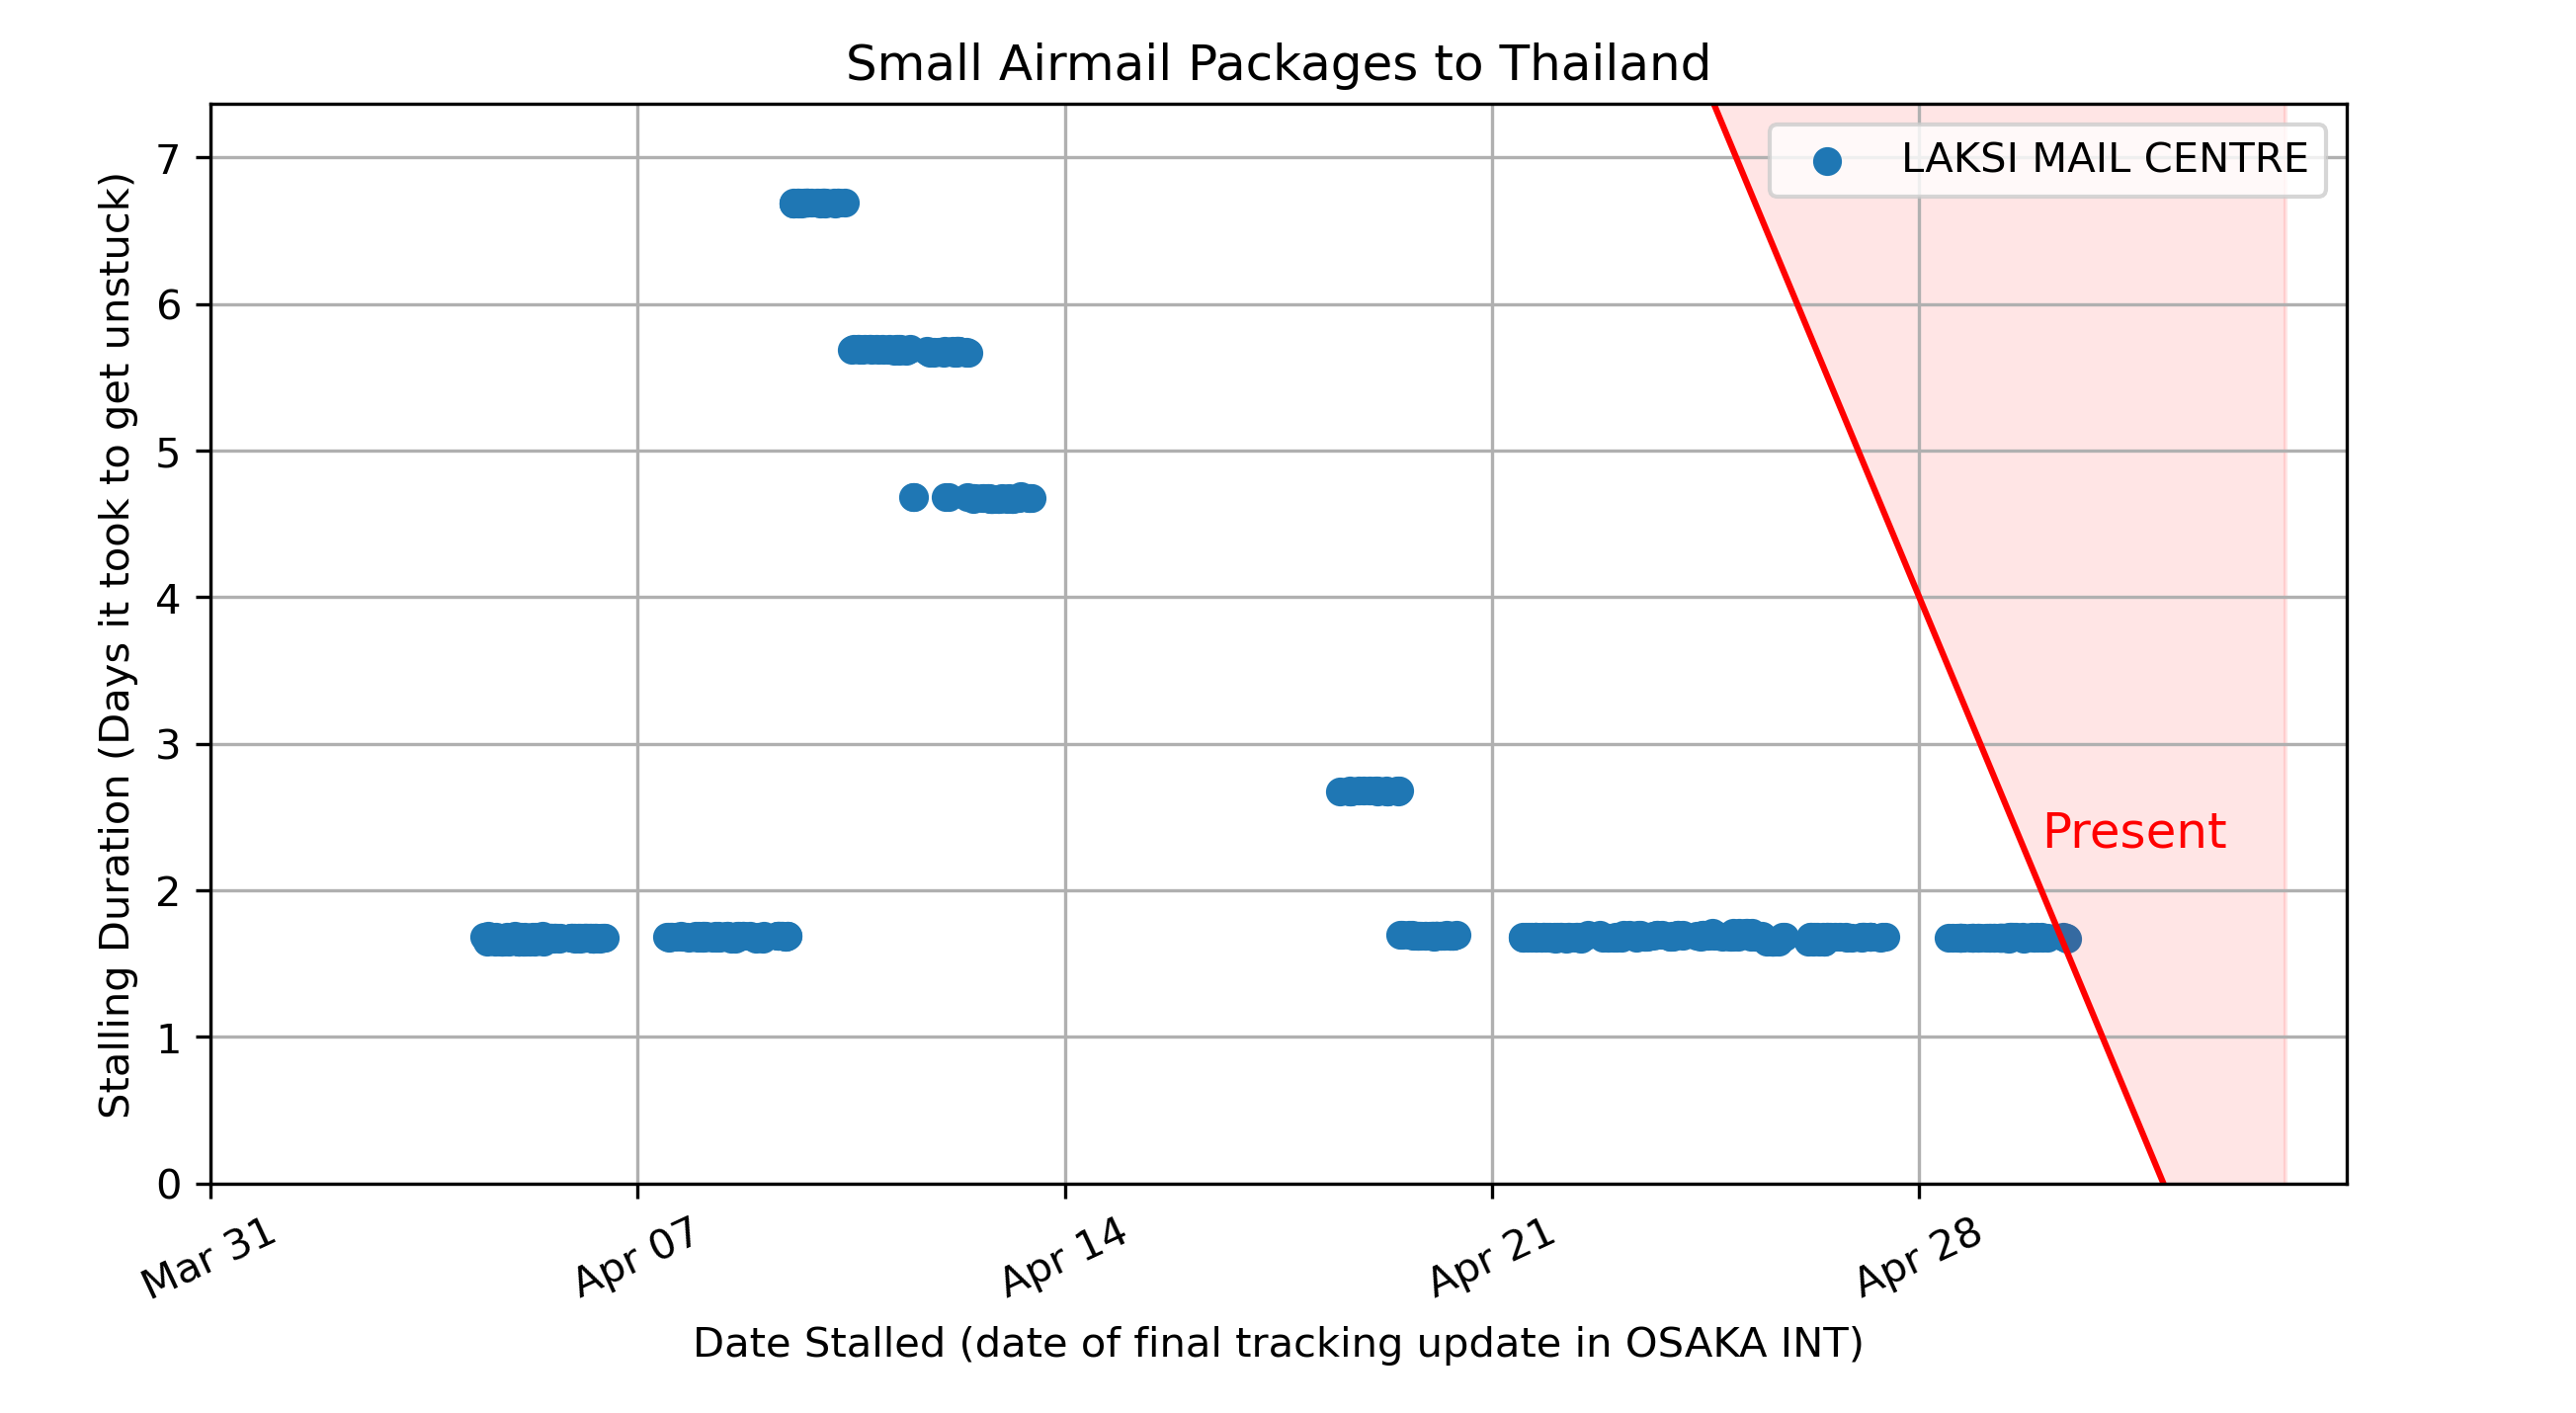 Small Airmail Packages to Thailand
LAKSI MAIL CENTRE
Stalling Duration (Days it took to get unstuck)
7
6
5
4
3
2
1
0
Present
Mar 31
Apr 07
Apr 14
Apr 21
Apr 28
Date Stalled (date of final tracking update in OSAKA INT)